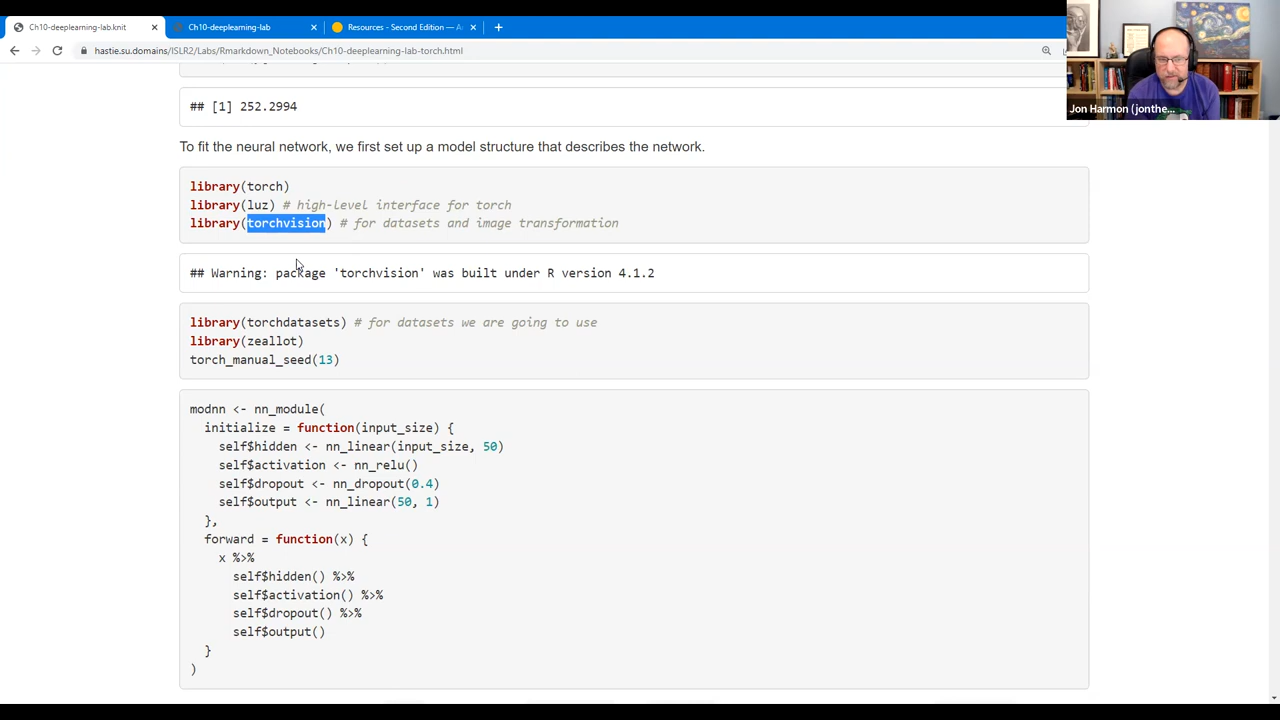 Ch10-deeplearning-lab.knit
Ch10-deeplearning-lab
Resources - Second Edition — A
hastie.su.domains/ISLR2/Labs/Rmarkdown_Notebooks/Ch10-deeplearning-lab-torch.html
Jon Harmon (jonthe...
## [1] 252.2994
To fit the neural network, we first set up a model structure that describes the network.
library(torch)
library(luz) # high-level interface for torch
library(torchvision) # for datasets and image transformation
## Warning: package 'torchvision' was built under R version 4.1.2
library(torchdatasets) # for datasets we are going to use
library(zeallot)
torch_manual_seed(13)
modnn <- nn_module(
  initialize = function(input_size) {
    self$hidden <- nn_linear(input_size, 50)
    self$activation <- nn_relu()
    self$dropout <- nn_dropout(0.4)
    self$output <- nn_linear(50, 1)
  },
  forward = function(x) {
    x %>%
      self$hidden() %>%
      self$activation() %>%
      self$dropout() %>%
      self$output()
  }
)